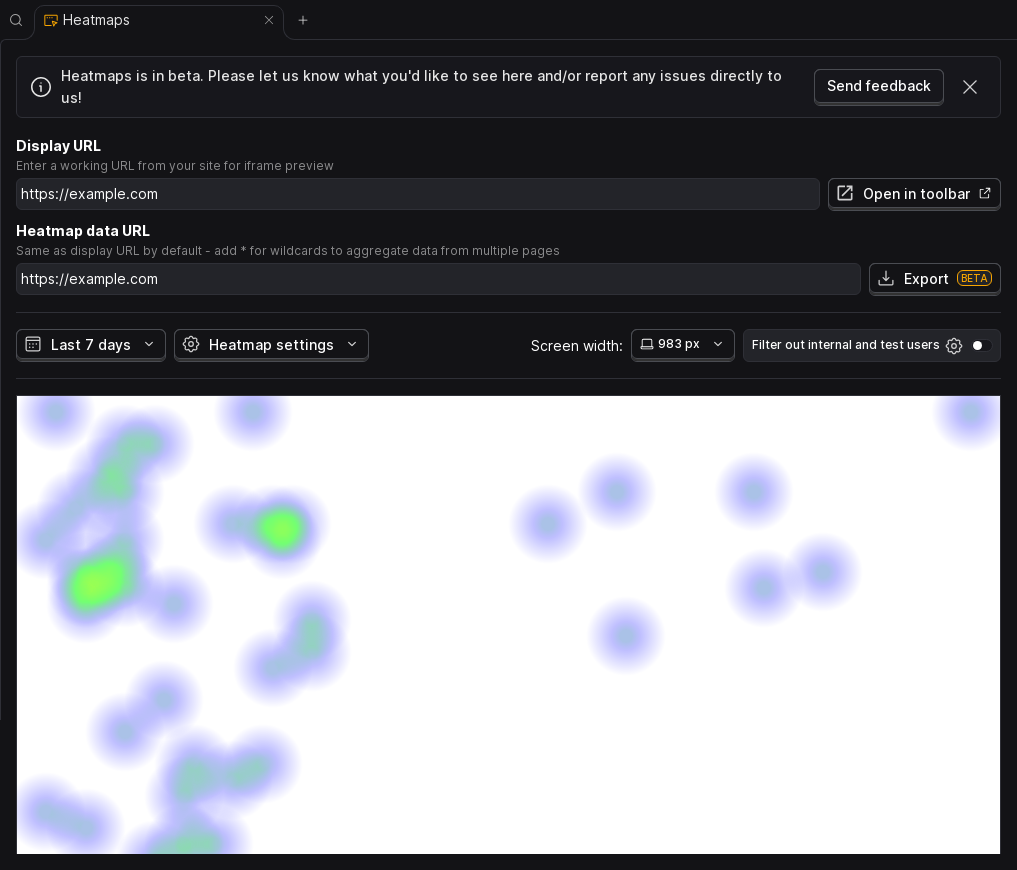 Heatmaps
Heatmaps is in beta. Please let us know what you'd like to see here and/or report any issues directly to
us!
Send feedback
Display URL
Enter a working URL from your site for iframe preview
https://example.com
Open in toolbar
Heatmap data URL
Same as display URL by default - add * for wildcards to aggregate data from multiple pages
https://example.com
Export BETA
Last 7 days
Heatmap settings
Screen width:
983 px
Filter out internal and test users